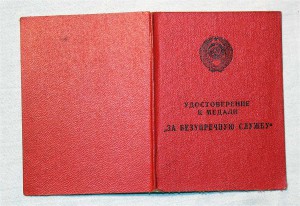 УДОСТОВЕРЕНИЕ
К МЕДАЛИ
„ЗА БЕЗУПРЕЧНУЮ СЛУЖБУ“